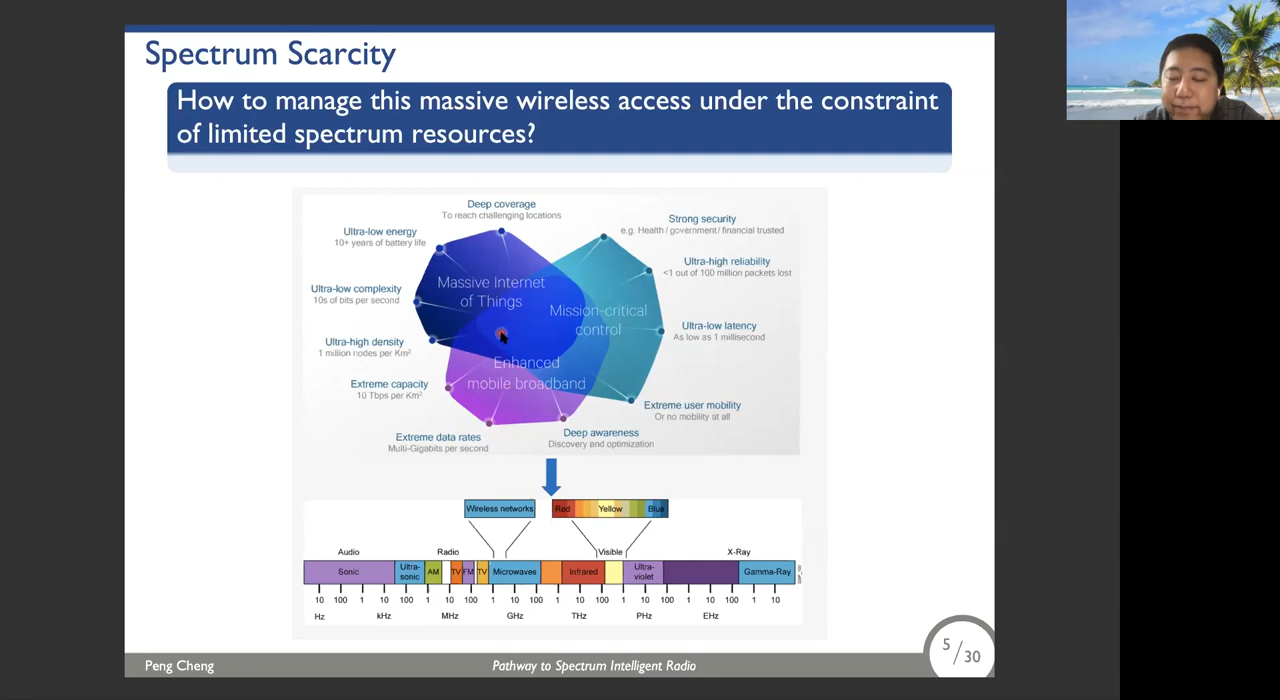 Spectrum Scarcity
How to manage this massive wireless access under the constraint
of limited spectrum resources?
Deep coverage
To reach challenging locations
Strong security
e.g. Health / government / financial trusted
Ultra-low energy
10+ years of battery life
Ultra-high reliability
<1 out of 100 million packets lost
Massive Internet
of Things
Ultra-low complexity
10s of bits per second
Mission-critical
control
Ultra-low latency
As low as 1 millisecond
Ultra-high density
1 million nodes per Km²
Enhanced
mobile broadband
Extreme capacity
10 Tbps per Km²
Extreme user mobility
Or no mobility at all
Extreme data rates
Multi-Gigabits per second
Deep awareness
Discovery and optimization
Wireless networks
Red Yellow Blue
Audio Radio Visible X-Ray
Sonic Ultra-
sonic AM TV FM TV Microwaves Infrared Ultra-
violet Gamma-Ray
10 100 1 10 100 1 10 100 1 10 100 1 10 100 1 10 100 1 10 100 1 10
Hz kHz MHz GHz THz PHz EHz
Peng Cheng
Pathway to Spectrum Intelligent Radio
5/30